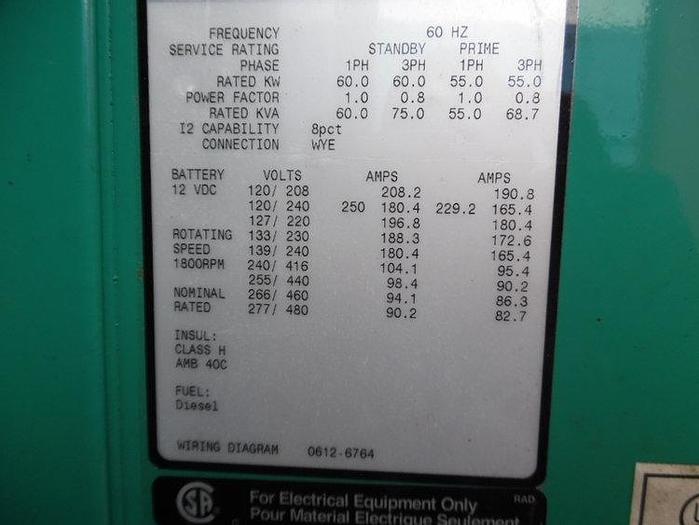 FREQUENCY 60 HZ
SERVICE RATING STANDBY PRIME
PHASE 1PH 3PH 1PH 3PH
RATED KW 60.0 60.0 55.0 55.0
POWER FACTOR 1.0 0.8 1.0 0.8
RATED KVA 60.0 75.0 55.0 68.7
I2 CAPABILITY 8pct
CONNECTION WYE
BATTERY VOLTS AMPS AMPS
12 VDC 120/ 208 208.2 190.8
120/ 240 250 180.4 229.2 165.4
127/ 220 196.8 180.4
ROTATING 133/ 230 188.3 172.6
SPEED 139/ 240 180.4 165.4
1800RPM 240/ 416 104.1 95.4
255/ 440 98.4 90.2
NOMINAL 266/ 460 94.1 86.3
RATED 277/ 480 90.2 82.7
INSUL:
CLASS H
AMB 40C
FUEL:
Diesel
WIRING DIAGRAM 0612-6764
SA For Electrical Equipment Only RAD
Pour Material Electrique Seulement